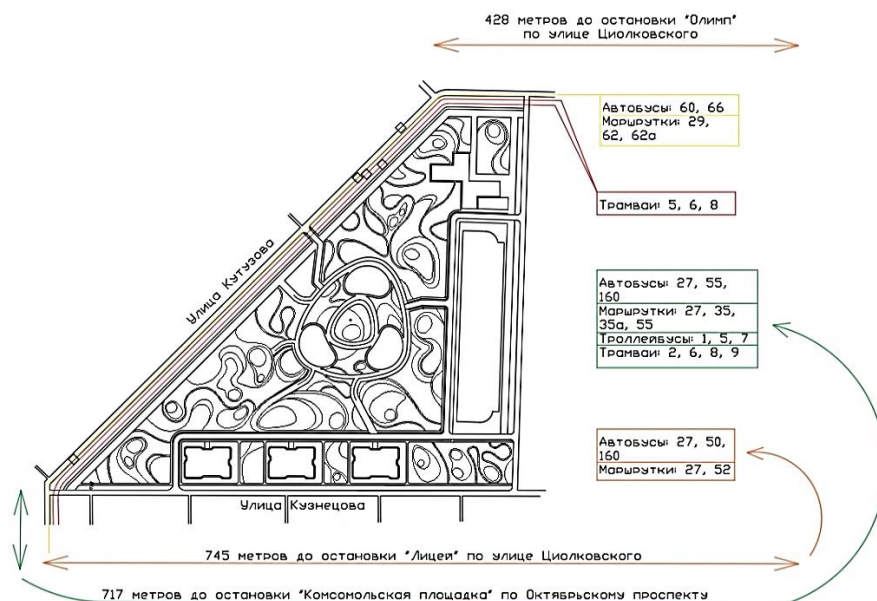 428 метров до остановки "Олимп"
по улице Циолковского
Автобусы: 60, 66
Маршрутки: 29,
62, 62а
Трамваи: 5, 6, 8
Улица Кутузова
Автобусы: 27, 55,
160
Маршрутки: 27, 35,
35а, 55
Троллейбусы: 1, 5, 7
Трамваи: 2, 6, 8, 9
Автобусы: 27, 50,
160
Маршрутки: 27, 52
Улица Кузнецова
745 метров до остановки "Лицей" по улице Циолковского
717 метров до остановки "Комсомольская площадка" по Октябрьскому проспекту